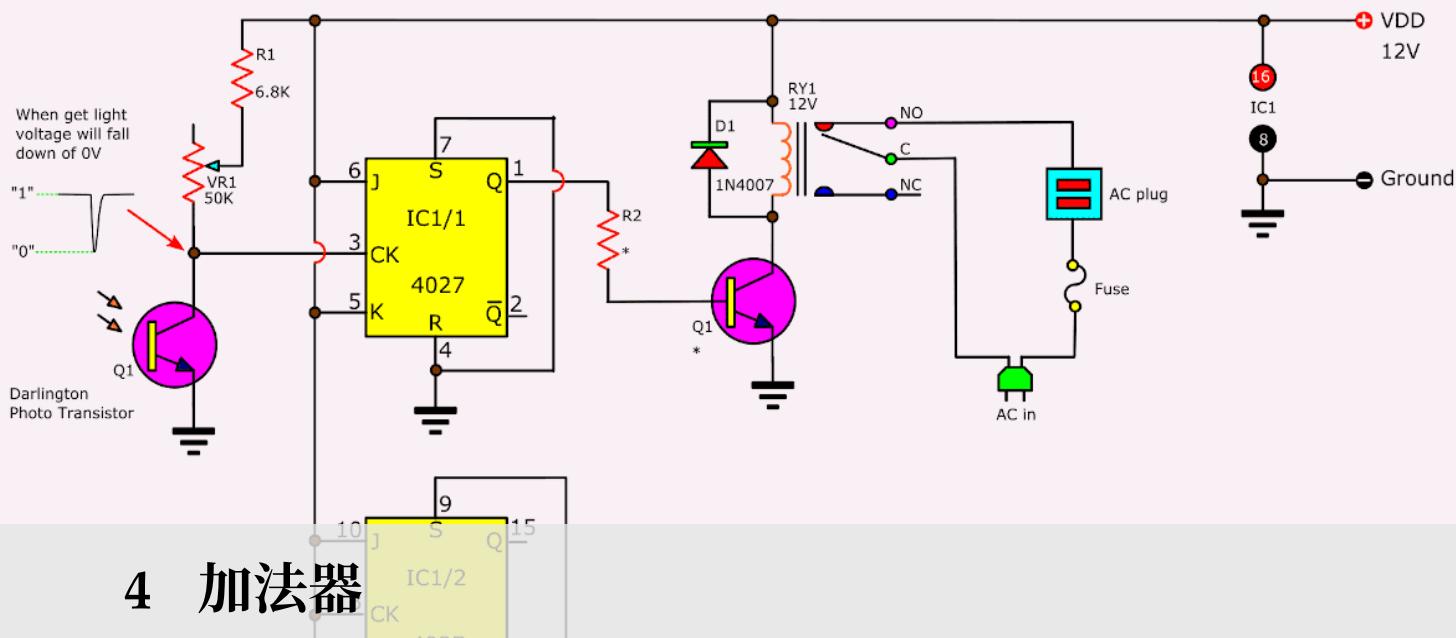 VDD
12V
R1
6.8K
16
IC1
8
Ground
When get light
voltage will fall
down of 0V
"1"
"0"
VR1
50K
7
6
J
S
Q
1
IC1/1
3
CK
4027
5
K
R
Q
2
4
Q1
Darlington
Photo Transistor
R2
*
RY1
12V
D1
1N4007
NO
C
NC
Q1
*
AC plug
Fuse
AC in
9
10
J
S
Q
15
IC1/2
CK
4 加法器